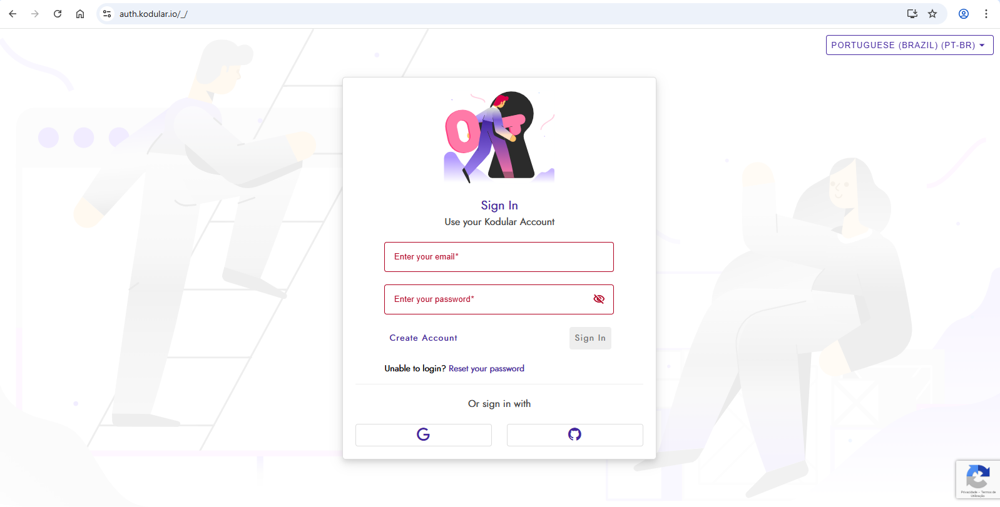 auth.kodular.io/_/
PORTUGUESE (BRAZIL) (PT-BR)
Sign In
Use your Kodular Account
Enter your email*
Enter your password*
Create Account
Sign In
Unable to login? Reset your password
Or sign in with
Privacidade - Termos de
Utilização